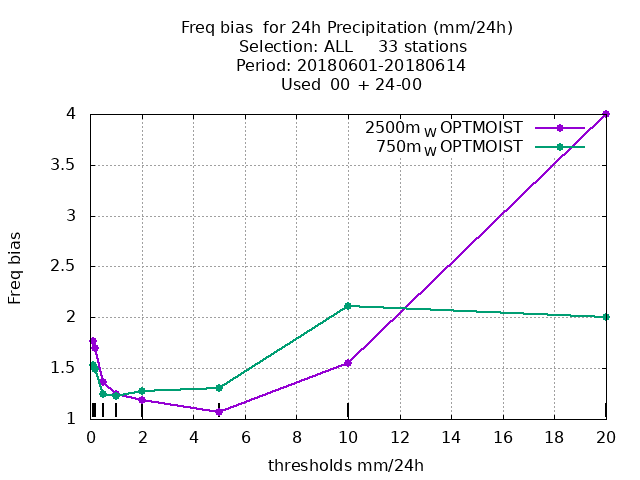 Freq bias  for 24h Precipitation (mm/24h)
Selection: ALL     33 stations
Period: 20180601-20180614
Used  00 + 24-00
2500m W OPTMOIST
750m W OPTMOIST
4
3.5
3
2.5
2
1.5
1
Freq bias
0 2 4 6 8 10 12 14 16 18 20
thresholds mm/24h